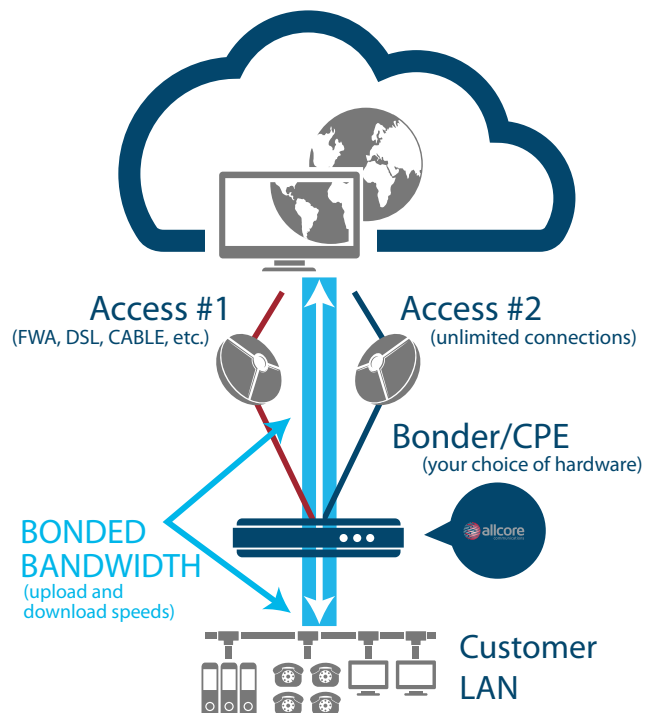 Access #1
(FWA, DSL, CABLE, etc.)
Access #2
(unlimited connections)
Bonder/CPE
(your choice of hardware)
allcore
BONDED
BANDWIDTH
(upload and
download speeds)
Customer
LAN